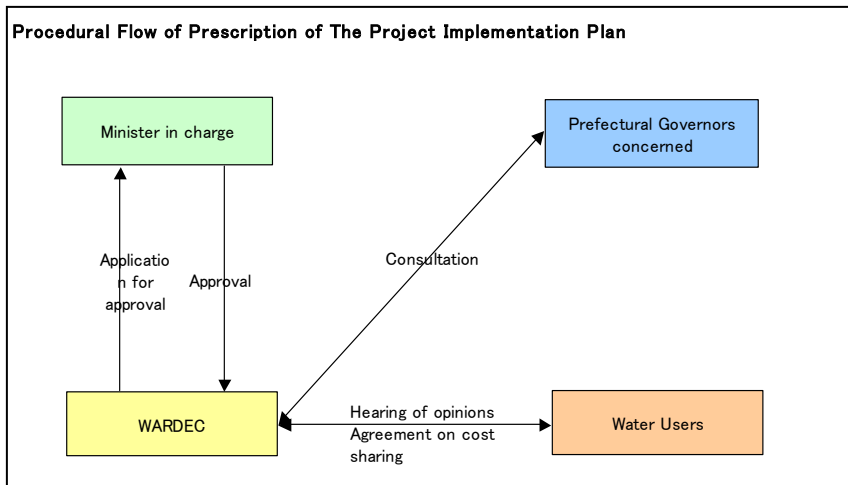 Procedural Flow of Prescription of The Project Implementation Plan
Minister in charge
Prefectural Governors
concerned
Applicatio
n for
approval
Approval
Consultation
WARDEC
Hearing of opinions
Agreement on cost
sharing
Water Users